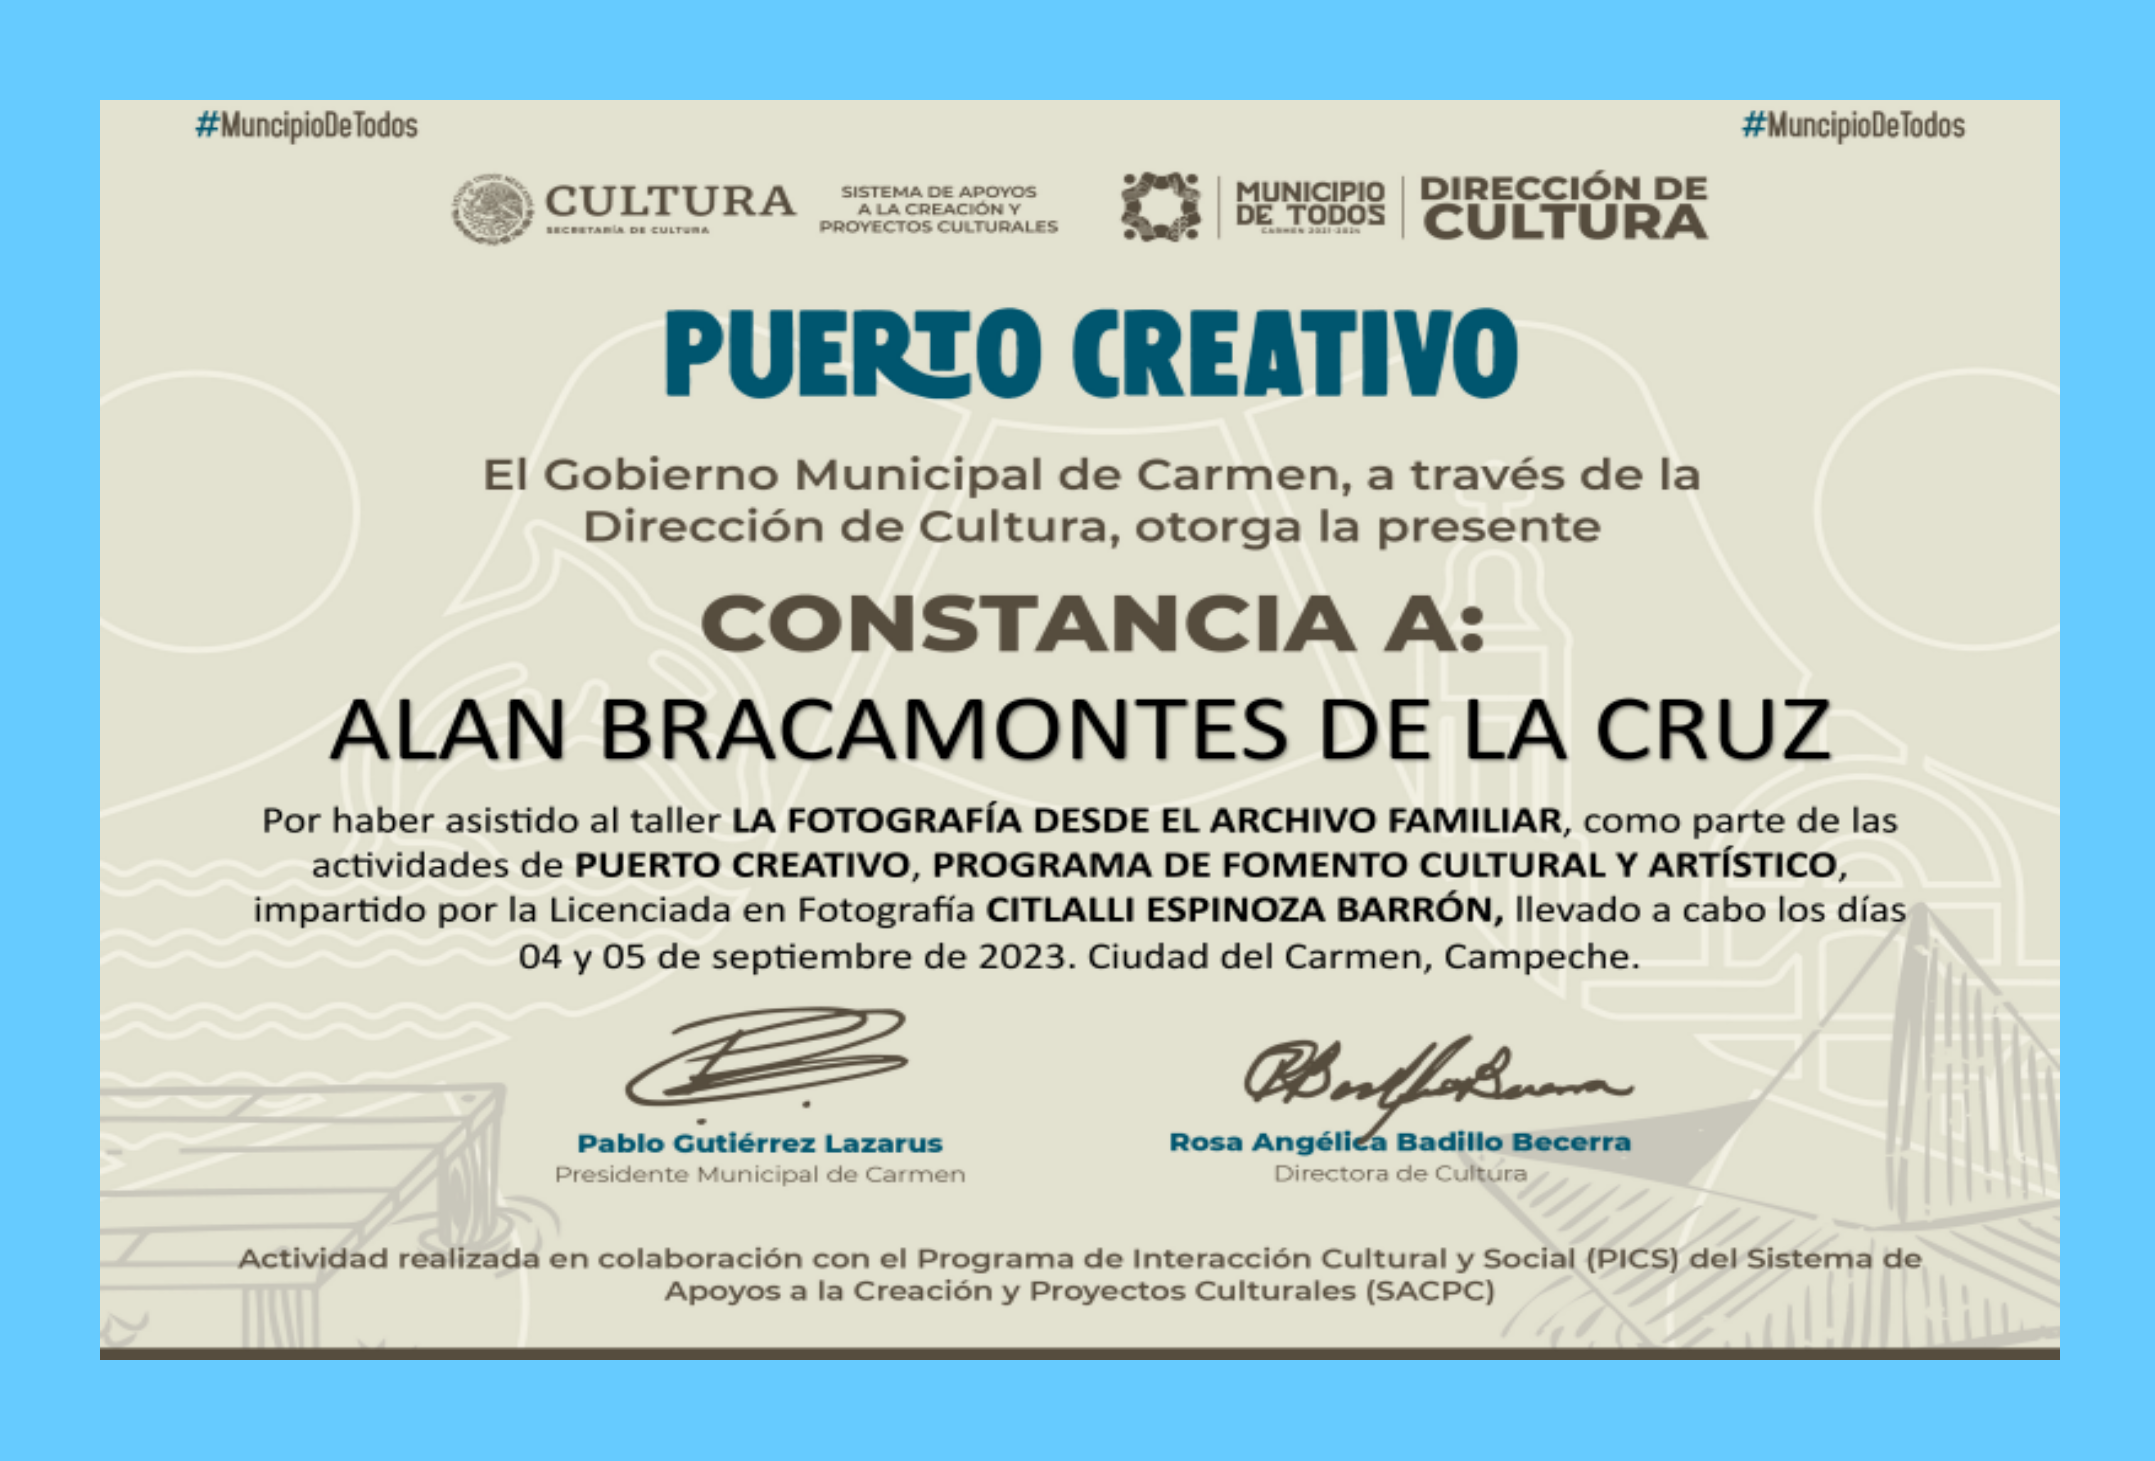 #MuncipioDeTodos
#MuncipioDeTodos
CULTURA
SECRETARÍA DE CULTURA
SISTEMA DE APOYOS
A LA CREACIÓN Y
PROYECTOS CULTURALES
MUNICIPIO
DE TODOS
CARMEN 2021-2024
DIRECCIÓN DE
CULTURA
PUERTO CREATIVO
El Gobierno Municipal de Carmen, a través de la
Dirección de Cultura, otorga la presente
CONSTANCIA A:
ALAN BRACAMONTES DE LA CRUZ
Por haber asistido al taller LA FOTOGRAFÍA DESDE EL ARCHIVO FAMILIAR, como parte de las
actividades de PUERTO CREATIVO, PROGRAMA DE FOMENTO CULTURAL Y ARTÍSTICO,
impartido por la Licenciada en Fotografía CITLALLI ESPINOZA BARRÓN, llevado a cabo los días
04 y 05 de septiembre de 2023. Ciudad del Carmen, Campeche.
Pablo Gutiérrez Lazarus
Presidente Municipal de Carmen
Rosa Angélica Badillo Becerra
Directora de Cultura
Actividad realizada en colaboración con el Programa de Interacción Cultural y Social (PICS) del Sistema de
Apoyos a la Creación y Proyectos Culturales (SACPC)